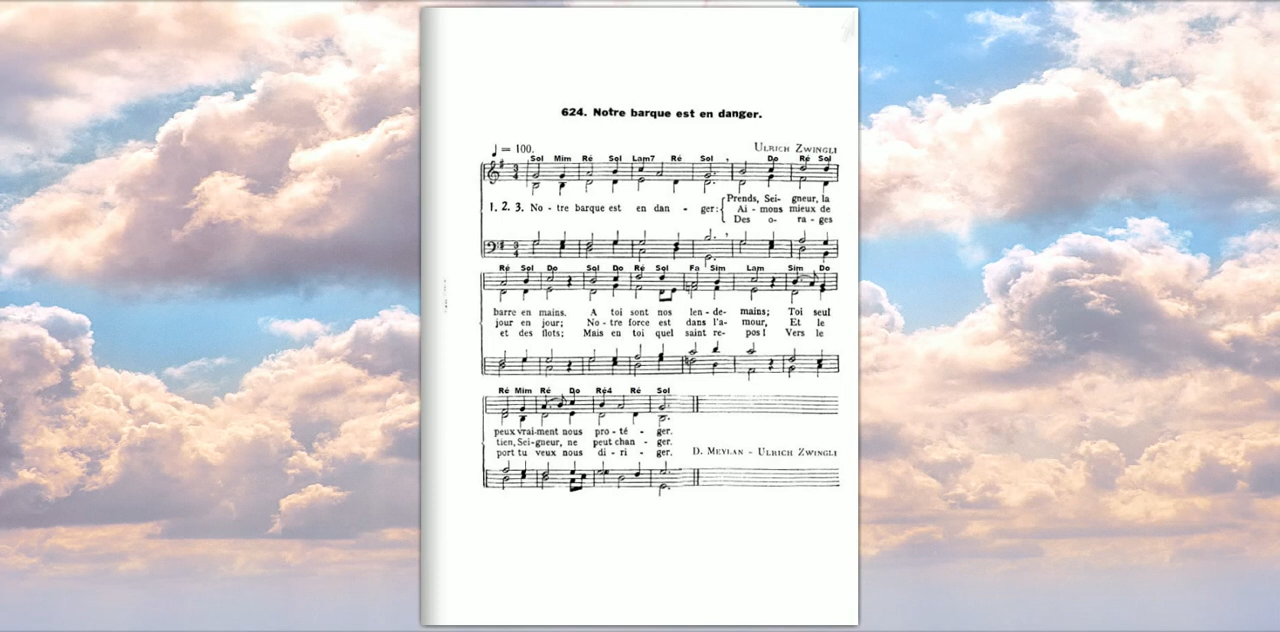 624. Notre barque est en danger.
♩ = 100.
ULRICH ZWINGLI
Sol Mim Ré Sol Lam7 Ré Sol Do Ré Sol
Prends, Sei- gneur, la
1. 2. 3. No - tre barque est en dan - ger: Ai - mons mieux de
Des o- ra - ges
Ré Sol Do Sol Do Ré Sol Fa Sim Lam Sim Do
barre en mains. A toi sont nos len - de- mains; Toi seul
jour en jour; No - tre force est dans l'a- mour, Et le
et des flots; Mais en toi quel saint re- pos! Vers le
Ré Mim Ré Do Ré4 Ré Sol
peux vrai-ment nous pro - té - ger.
tien, Sei-gneur, ne peut chan - ger.
port tu veux nous di - ri - ger. D. MEYLAN - ULRICH ZWINGLI